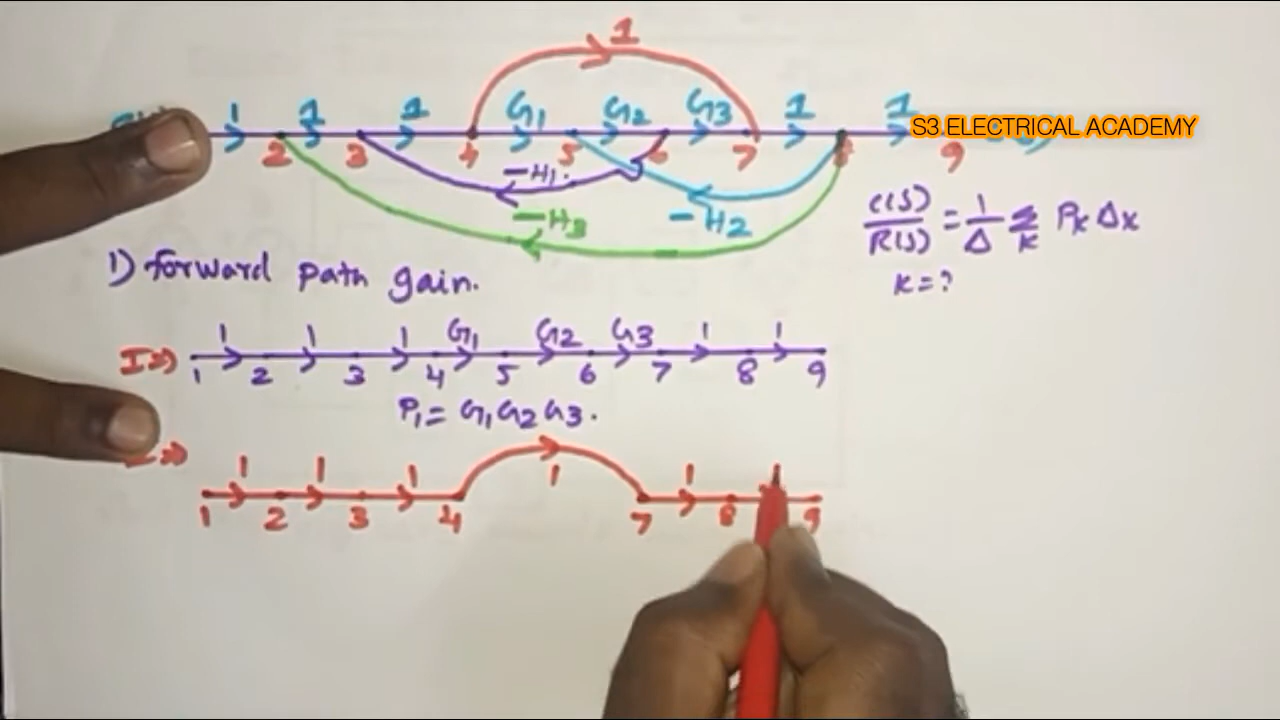 1
1 1 1 G1 G2 G3 1 1
S3 ELECTRICAL ACADEMY
2 3 4 5 6 7 8 9
-H1.
-H3 -H2
C(S)/R(S) = 1/Δ Σk Pk Δk
K=?
1) forward path gain.
1 1 1 G1 G2 G3 1 1
I⇒)
1 2 3 4 5 6 7 8 9
P1 = G1G2G3.
1 1 1 1 1 1
1 2 3 4 7 8 9